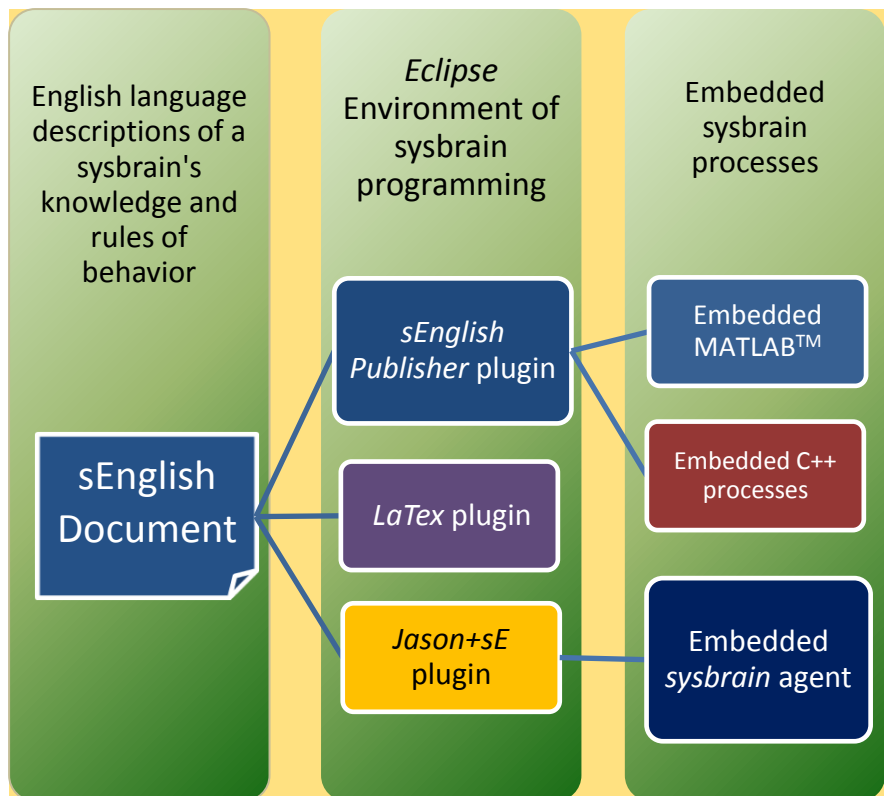 English language
descriptions of a
sysbrain's
knowledge and
rules of
behavior
sEnglish
Document
Eclipse
Environment of
sysbrain
programming
sEnglish
Publisher plugin
LaTex plugin
Jason+sE
plugin
Embedded
sysbrain
processes
Embedded
MATLAB™
Embedded C++
processes
Embedded
sysbrain agent